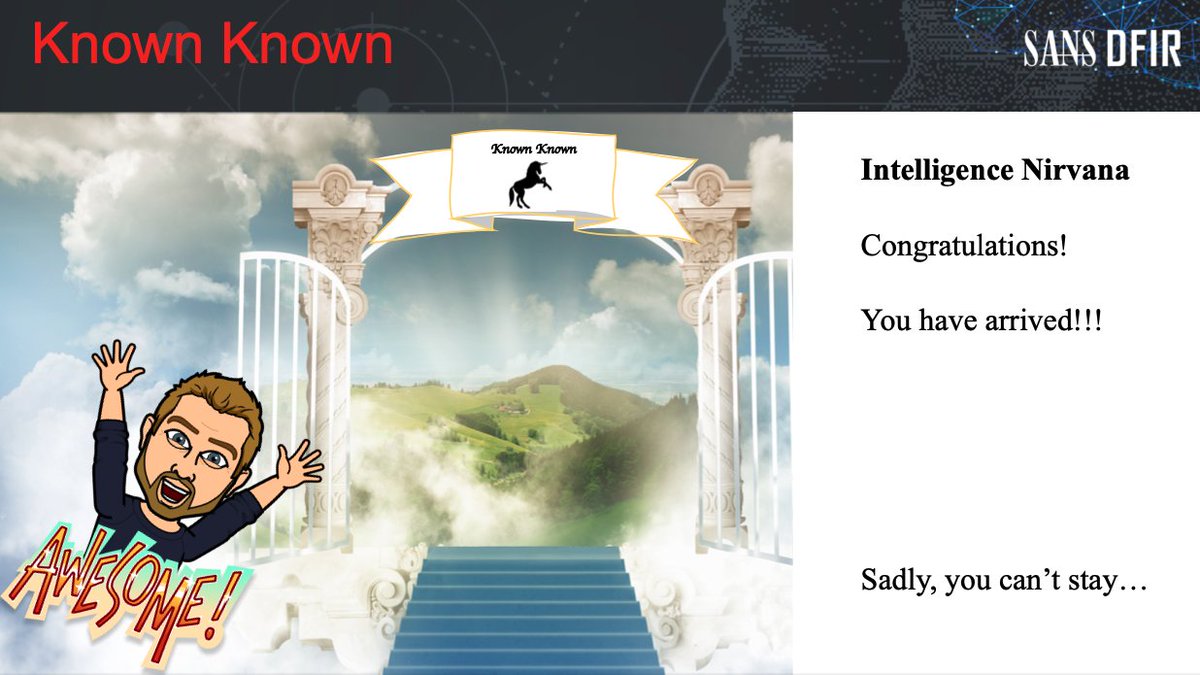 Known Known
SANS DFIR
Known Known
Intelligence Nirvana
Congratulations!
You have arrived!!!
AWESOME!
Sadly, you can’t stay…